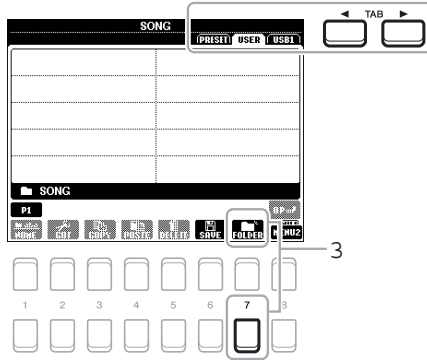 SONG
PRESET USER USB1
◄ TAB ►
SONG
P1
UP
NAME CUT COPY PASTE DELETE SAVE FOLDER MENU2
3
1 2 3 4 5 6 7 8